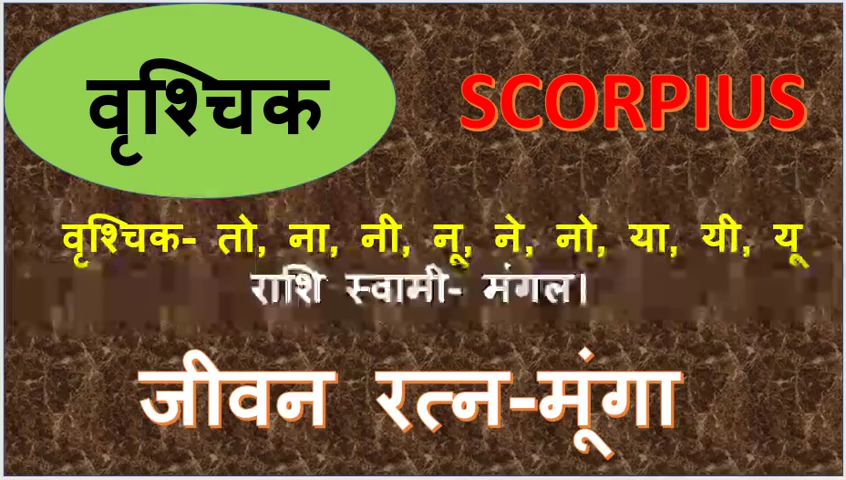 वृश्चिक
SCORPIUS
वृश्चिक- तो, ना, नी, नू, ने, नो, या, यी, यू
राशि स्वामी- मंगल।
जीवन रत्न-मूंगा